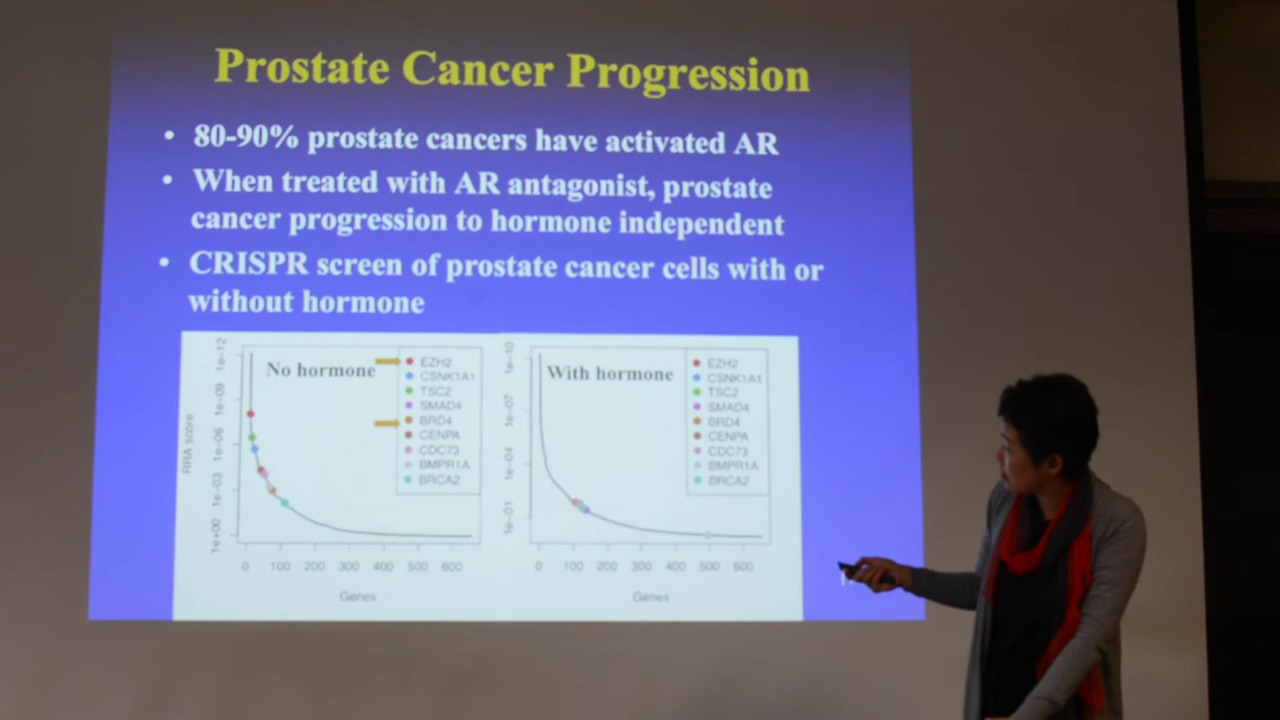 Prostate Cancer Progression
• 80-90% prostate cancers have activated AR
• When treated with AR antagonist, prostate
cancer progression to hormone independent
• CRISPR screen of prostate cancer cells with or
without hormone
No hormone
EZH2
CSNK1A1
TSC2
SMAD4
BRD4
CENPA
CDC73
BMPR1A
BRCA2
RRA score
1e+00 1e-03 1e-06 1e-09 1e-12
0 100 200 300 400 500 600
Genes
With hormone
EZH2
CSNK1A1
TSC2
SMAD4
BRD4
CENPA
CDC73
BMPR1A
BRCA2
1e-01 1e-04 1e-07 1e-10
0 100 200 300 400 500 600
Genes